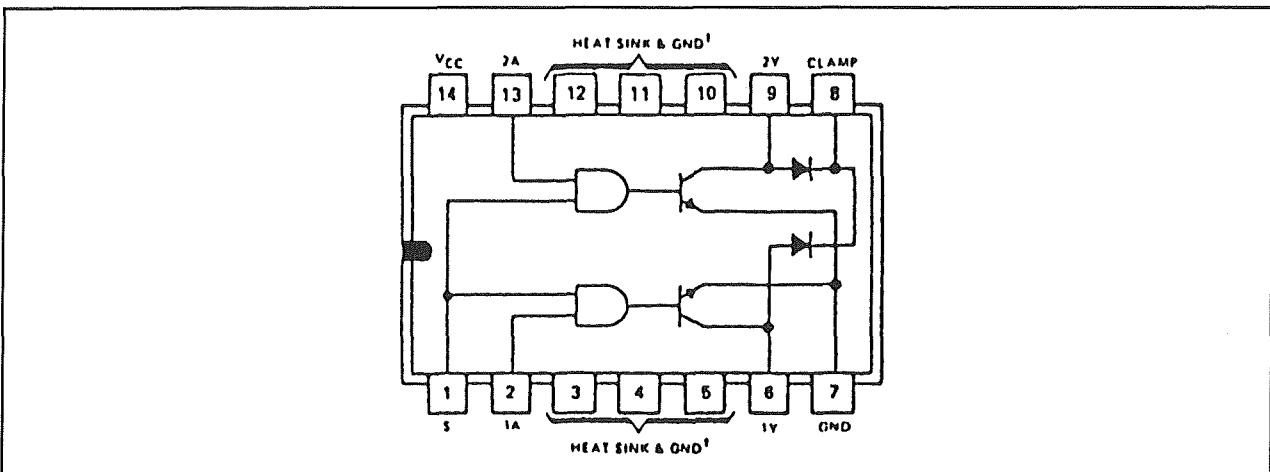 HEAT SINK & GND†
VCC 2A 2Y CLAMP
14 13 12 11 10 9 8
1 2 3 4 5 6 7
S 1A 1Y GND
HEAT SINK & GND†